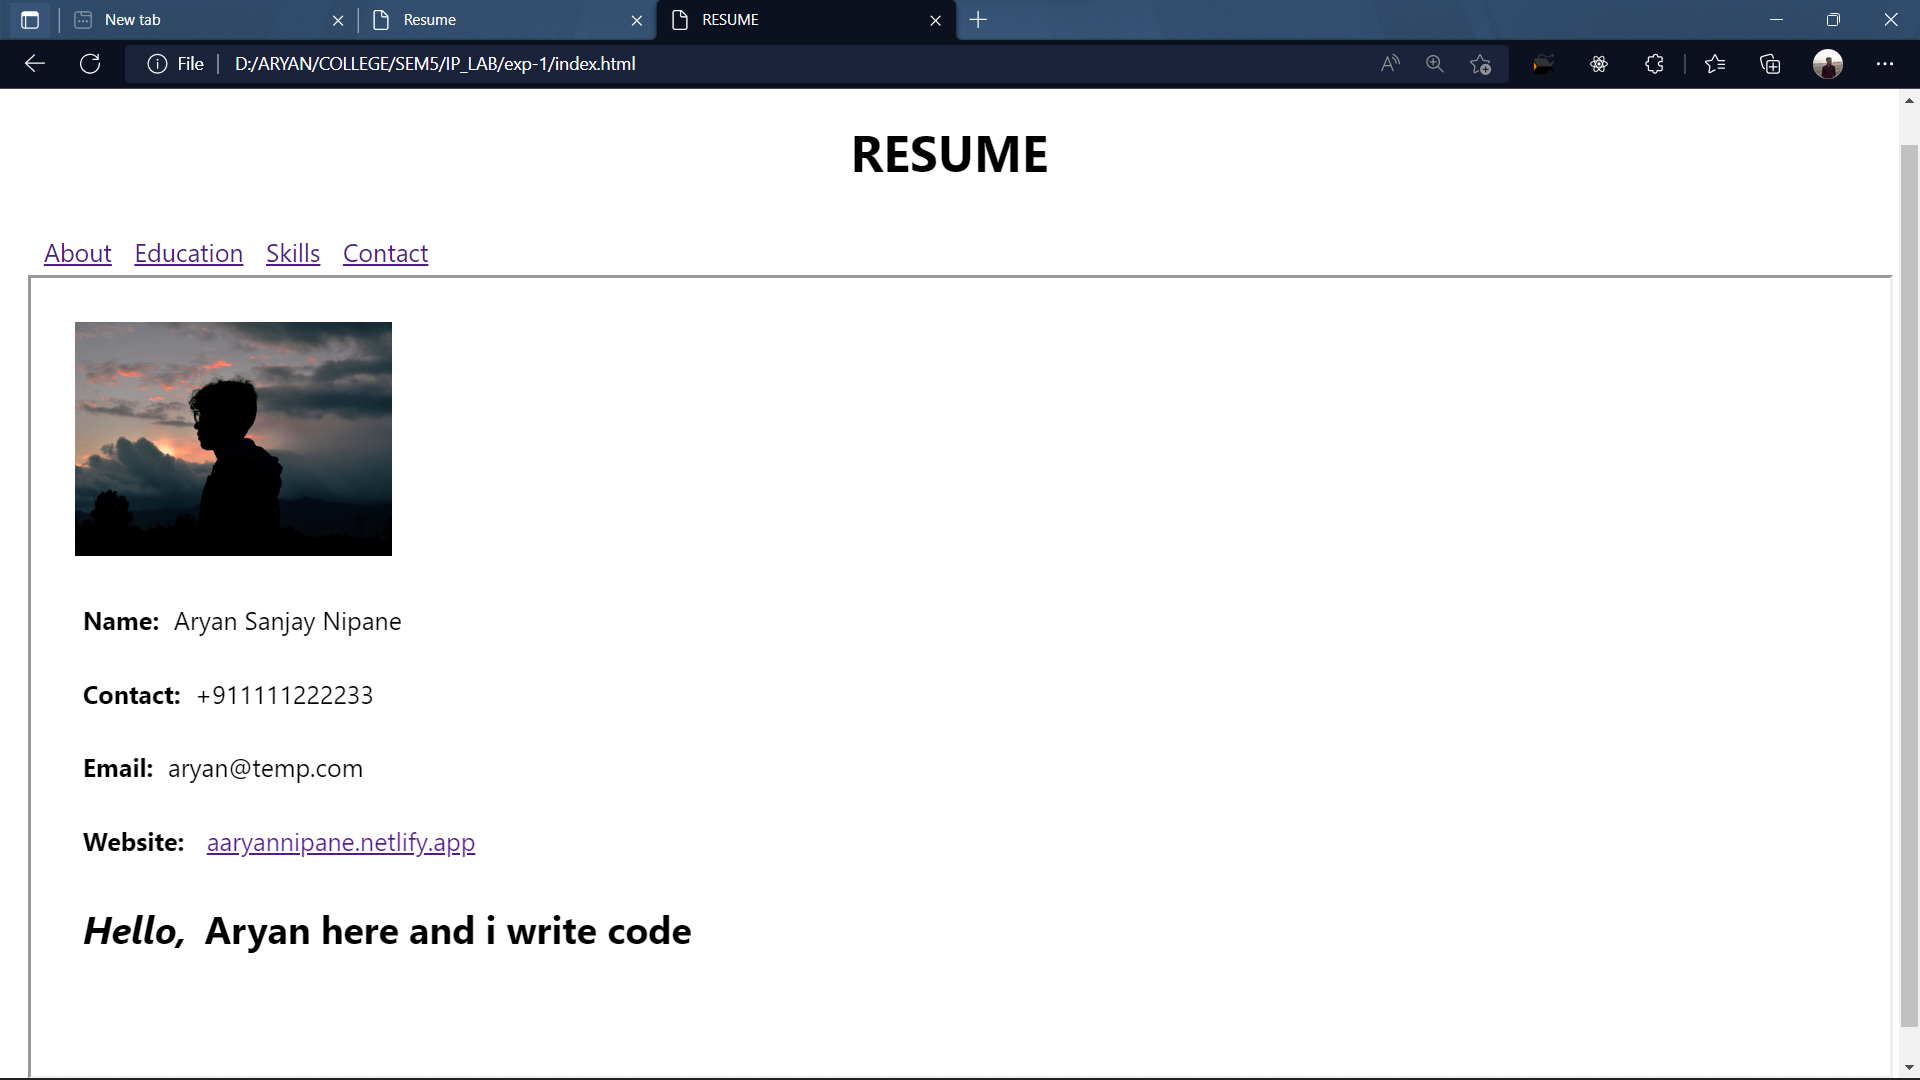 New tab
Resume
RESUME
File
D:/ARYAN/COLLEGE/SEM5/IP_LAB/exp-1/index.html
RESUME
About Education Skills Contact
Name: Aryan Sanjay Nipane
Contact: +911111222233
Email: aryan@temp.com
Website: aaryannipane.netlify.app
Hello, Aryan here and i write code